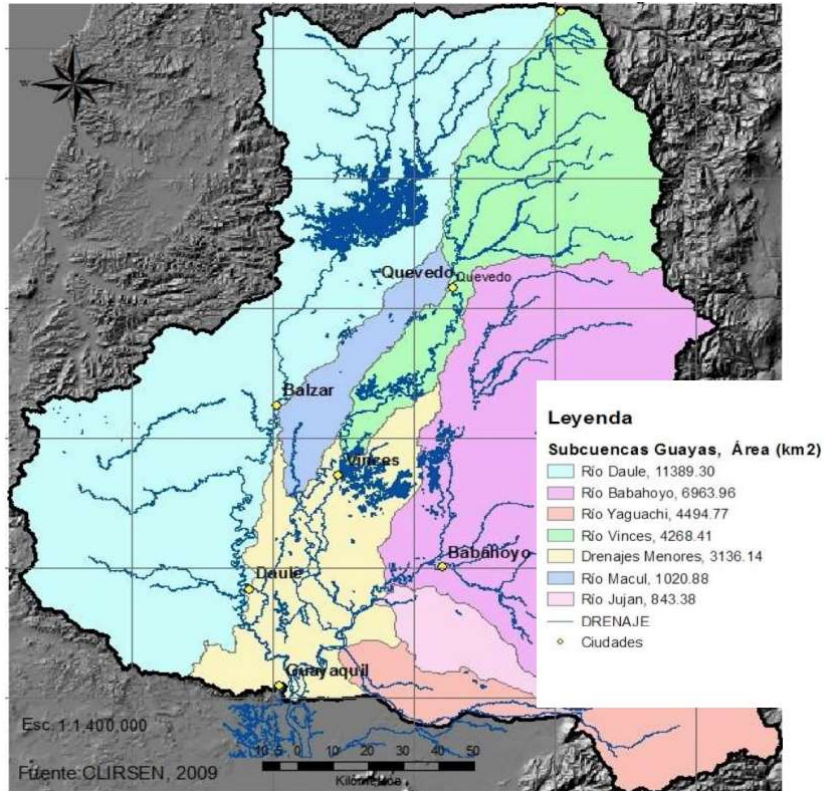 W
Quevedo
Quevedo
Balzar
Vinces
Babahoyo
Daule
Guayaquil
Leyenda
Subcuencas Guayas, Área (km2)
Río Daule, 11389.30
Río Babahoyo, 6963.96
Río Yaguachi, 4494.77
Río Vinces, 4268.41
Drenajes Menores, 3136.14
Río Macul, 1020.88
Río Jujan, 843.38
DRENAJE
Ciudades
Esc. 1:1,400,000
10 5 0 10 20 30 40 50
Kilómetros
Fuente:CLIRSEN, 2009